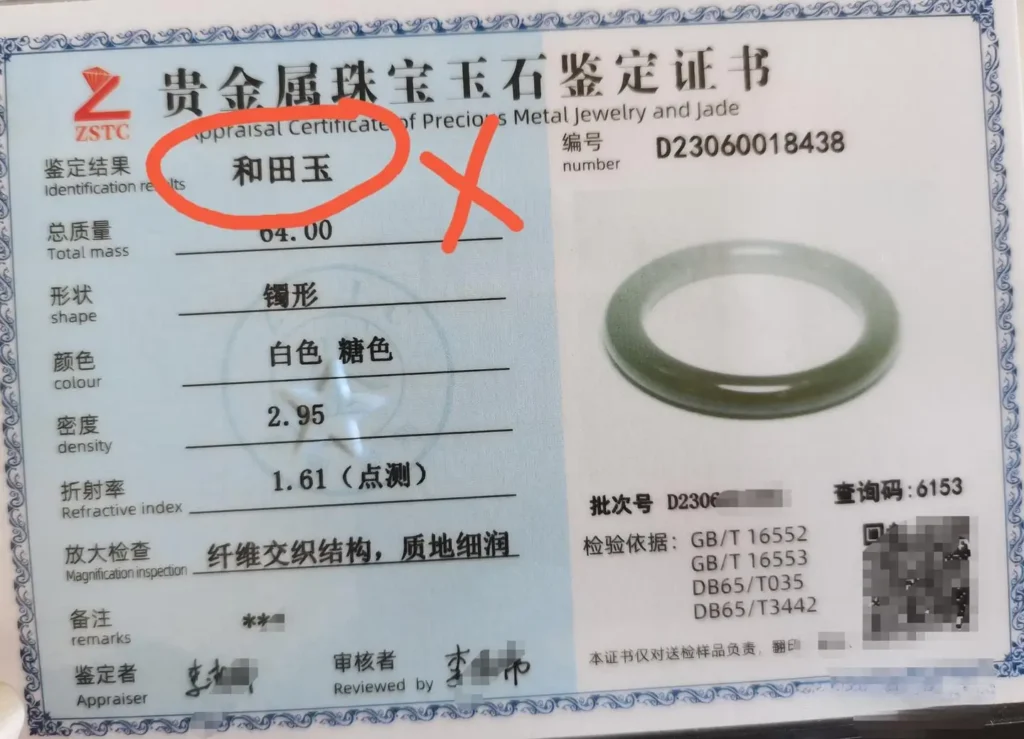 贵金属珠宝玉石鉴定证书
Appraisal Certificate of Precious Metal Jewelry and Jade
ZSTC
鉴定结果 和田玉
Identification results
总质量 64.00
Total mass
形状 镯形
shape
颜色 白色 糖色
colour
密度 2.95
density
折射率 1.61（点测）
Refractive index
放大检查 纤维交织结构，质地细润
Magnification inspection
备注 **
remarks
鉴定者 李
Appraiser
审核者 李
Reviewed by
编号 D23060018438
number
批次号 D2306
查询码:6153
检验依据: GB/T 16552
GB/T 16553
DB65/T035
DB65/T3442
本证书仅对送检样品负责，翻印